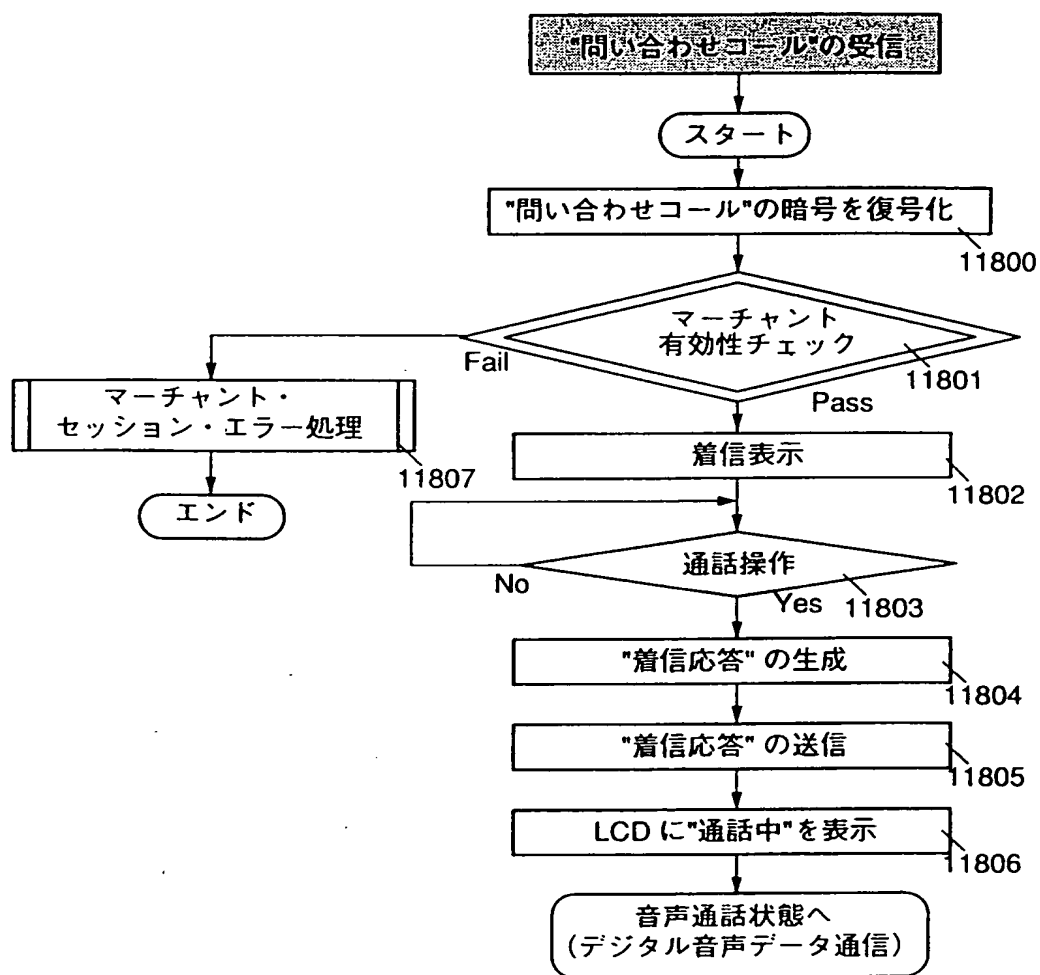 "問い合わせコール"の受信
スタート
"問い合わせコール"の暗号を復号化
11800
マーチャント
有効性チェック
11801
Fail
Pass
マーチャント・
セッション・エラー処理
11807
エンド
着信表示
11802
通話操作
11803
No
Yes
"着信応答" の生成
11804
"着信応答" の送信
11805
LCD に"通話中"を表示
11806
音声通話状態へ
(デジタル音声データ通信)